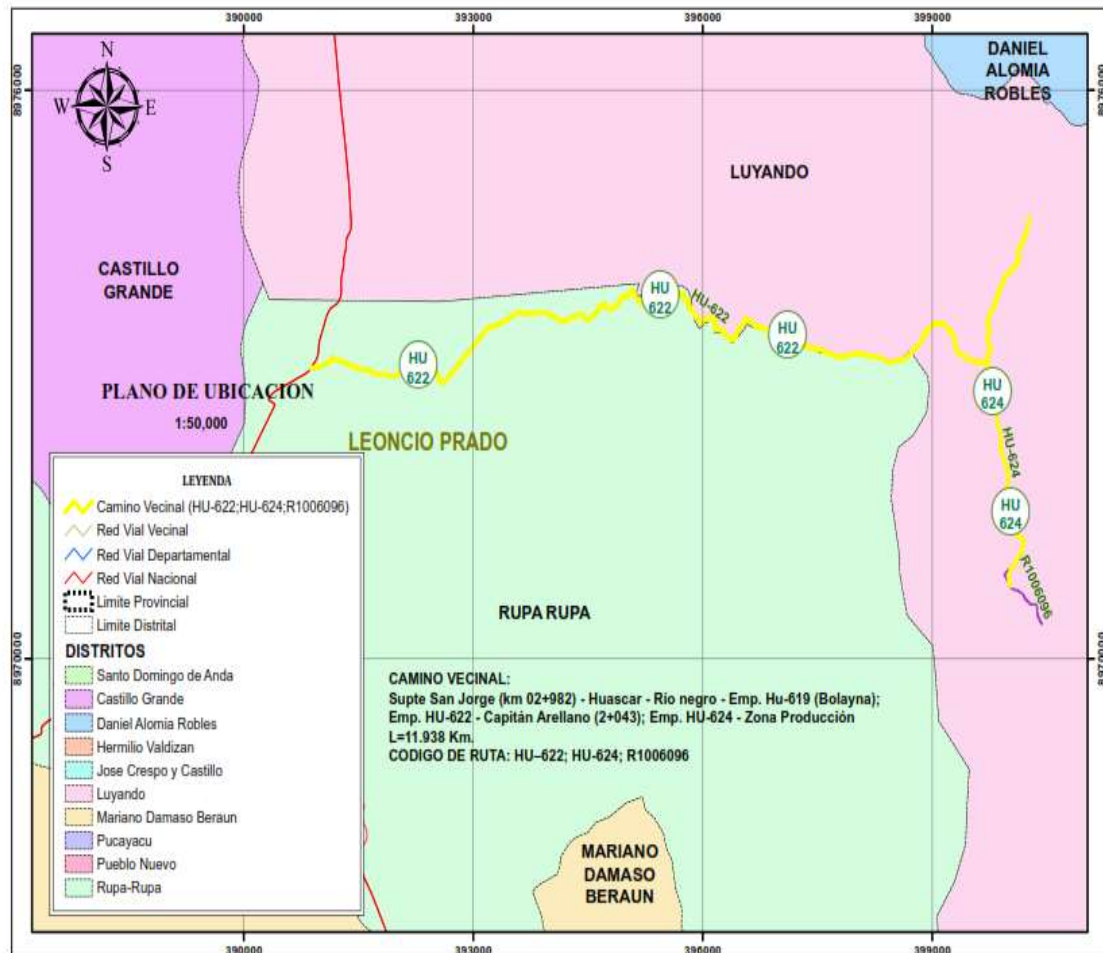 390000
393000
396000
399000
8976000
8976000
N
W
E
S
DANIEL
ALOMIA
ROBLES
LUYANDO
CASTILLO
GRANDE
HU
622
HU-622
HU
622
HU
622
PLANO DE UBICACION
1:50,000
LEONCIO PRADO
HU
624
HU-624
HU
624
R1006096
LEYENDA
Camino Vecinal (HU-622;HU-624;R1006096)
Red Vial Vecinal
Red Vial Departamental
Red Vial Nacional
Limite Provincial
Limite Distrital
DISTRITOS
Santo Domingo de Anda
Castillo Grande
Daniel Alomia Robles
Hermilio Valdizan
Jose Crespo y Castillo
Luyando
Mariano Damaso Beraun
Pucayacu
Pueblo Nuevo
Rupa-Rupa
RUPA RUPA
8970000
8970000
CAMINO VECINAL:
Supte San Jorge (km 02+982) - Huascar - Rio negro - Emp. Hu-619 (Bolayna);
Emp. HU-622 - Capitán Arellano (2+043); Emp. HU-624 - Zona Producción
L=11.938 Km.
CODIGO DE RUTA: HU–622; HU-624; R1006096
MARIANO
DAMASO
BERAUN
390000
393000
396000
399000